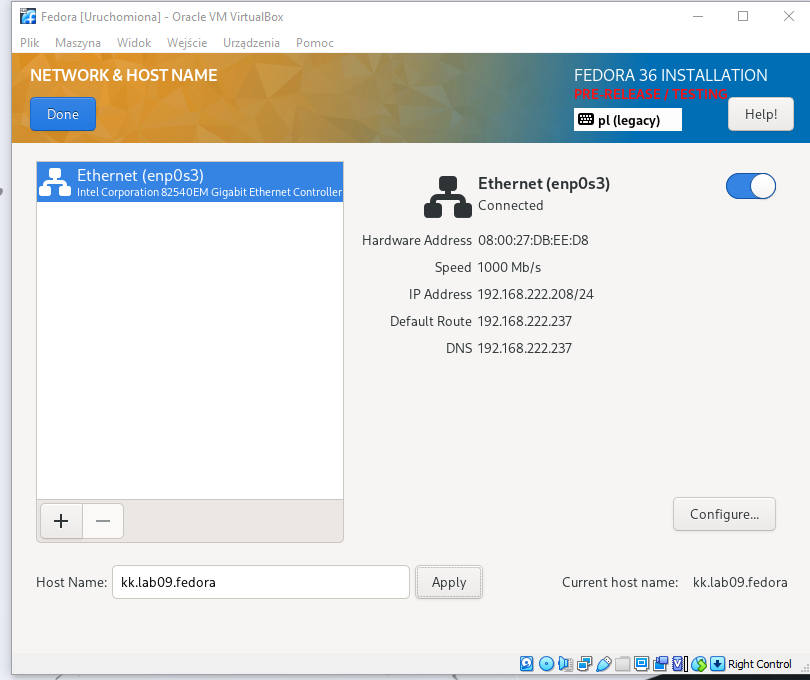 Fedora [Uruchomiona] - Oracle VM VirtualBox
Plik Maszyna Widok Wejście Urządzenia Pomoc
NETWORK & HOST NAME
FEDORA 36 INSTALLATION
PRE-RELEASE / TESTING
Done
pl (legacy)
Help!
Ethernet (enp0s3)
Intel Corporation 82540EM Gigabit Ethernet Controller
Ethernet (enp0s3)
Connected
Hardware Address 08:00:27:DB:EE:D8
Speed 1000 Mb/s
IP Address 192.168.222.208/24
Default Route 192.168.222.237
DNS 192.168.222.237
+ −
Configure...
Host Name: kk.lab09.fedora Apply Current host name: kk.lab09.fedora
Right Control